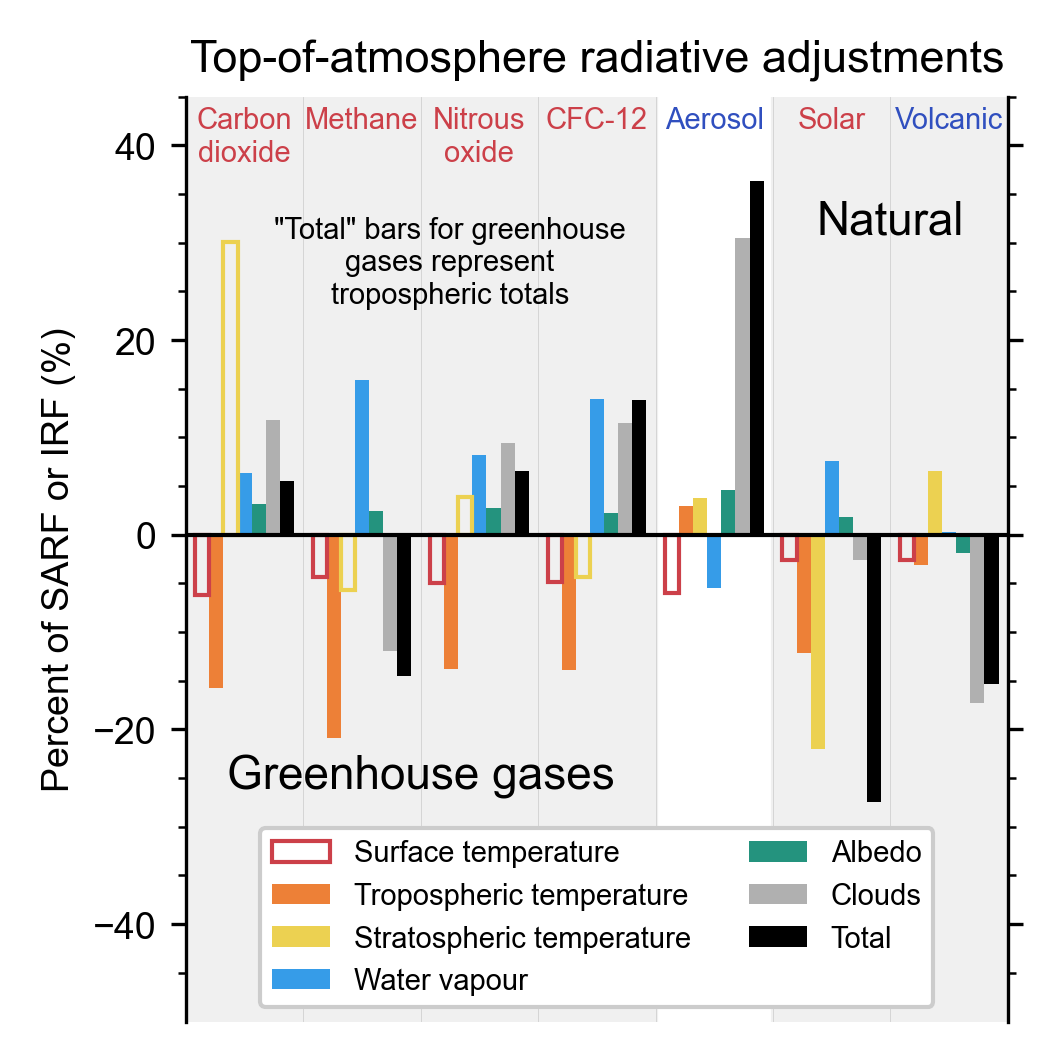 Top-of-atmosphere radiative adjustments
Carbon dioxide
Methane
Nitrous oxide
CFC-12
Aerosol
Solar
Volcanic
"Total" bars for greenhouse
gases represent
tropospheric totals
Natural
Greenhouse gases
Percent of SARF or IRF (%)
40
20
0
−20
−40
Surface temperature
Tropospheric temperature
Stratospheric temperature
Water vapour
Albedo
Clouds
Total